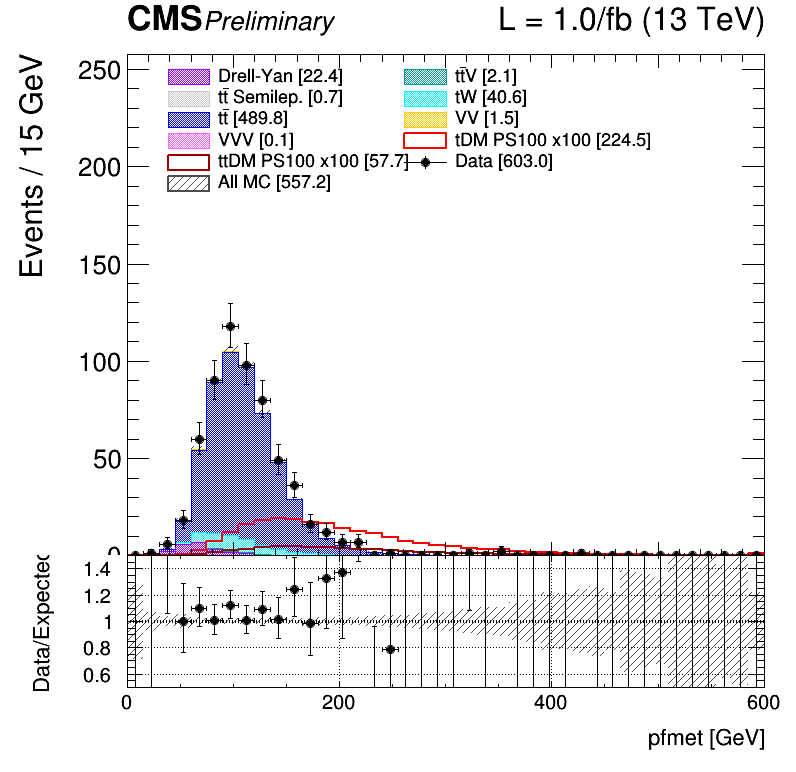 CMS Preliminary L = 1.0/fb (13 TeV)
Events / 15 GeV
250
200
150
100
50
0
Drell-Yan [22.4]
tt̄V [2.1]
tt̄ Semilep. [0.7]
tW [40.6]
tt̄ [489.8]
VV [1.5]
VVV [0.1]
tDM PS100 x100 [224.5]
ttDM PS100 x100 [57.7]
Data [603.0]
All MC [557.2]
Data/Expected
1.4
1.2
1
0.8
0.6
0 200 400 600
pfmet [GeV]